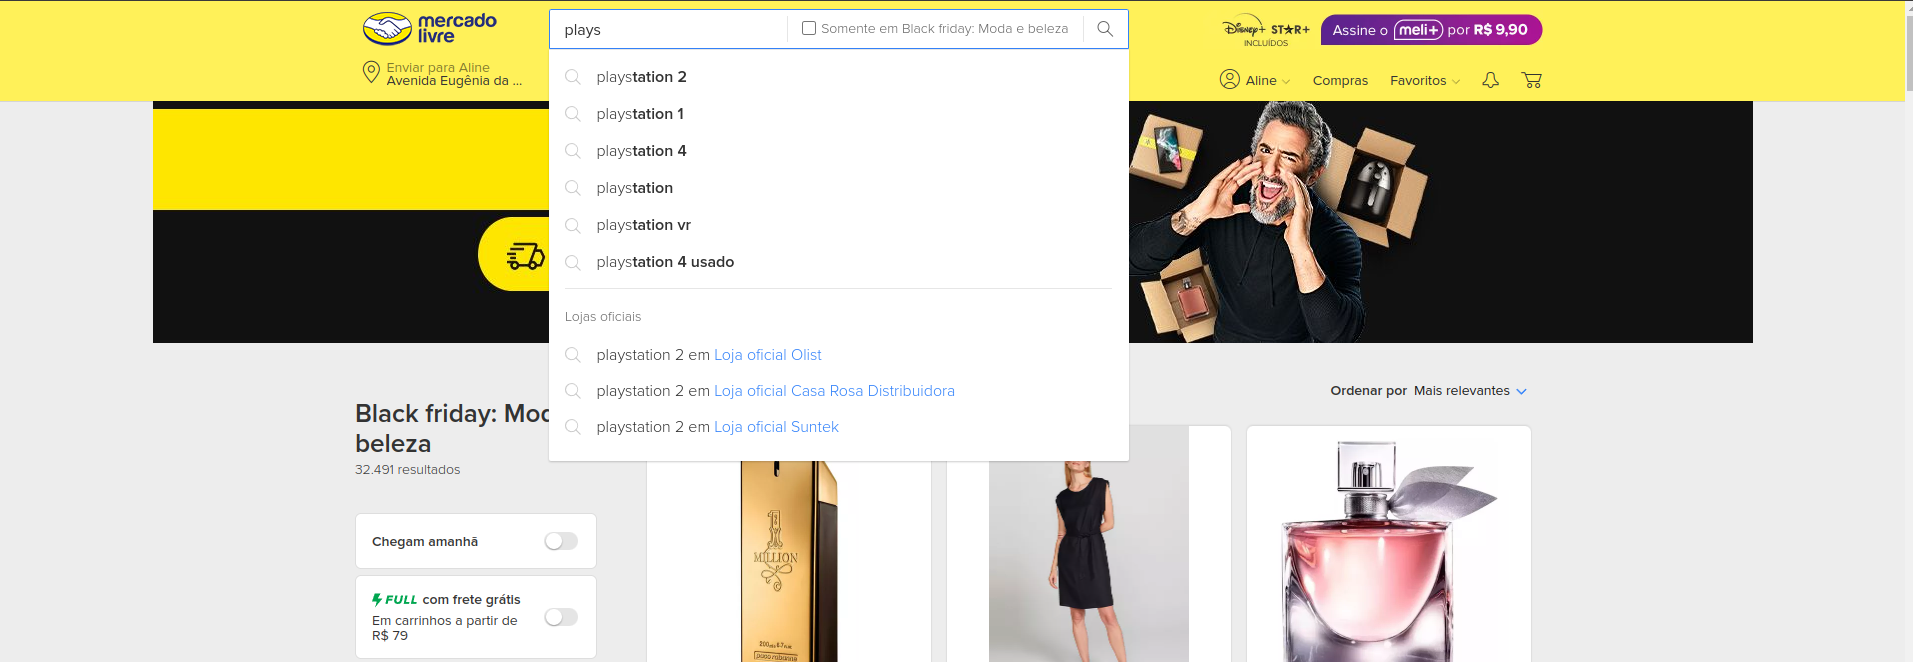 mercado
livre
plays
Somente em Black friday: Moda e beleza
Disney+ STAR+
INCLUÍDOS
Assine o meli+ por R$ 9,90
Enviar para Aline
Avenida Eugênia da ...
Aline
Compras
Favoritos
playstation 2
playstation 1
playstation 4
playstation
playstation vr
playstation 4 usado
Lojas oficiais
playstation 2 em Loja oficial Olist
playstation 2 em Loja oficial Casa Rosa Distribuidora
playstation 2 em Loja oficial Suntek
Ordenar por Mais relevantes
Black friday: Mo
beleza
32.491 resultados
Chegam amanhã
FULL com frete grátis
Em carrinhos a partir de
R$ 79
1
MILLION
paco rabanne